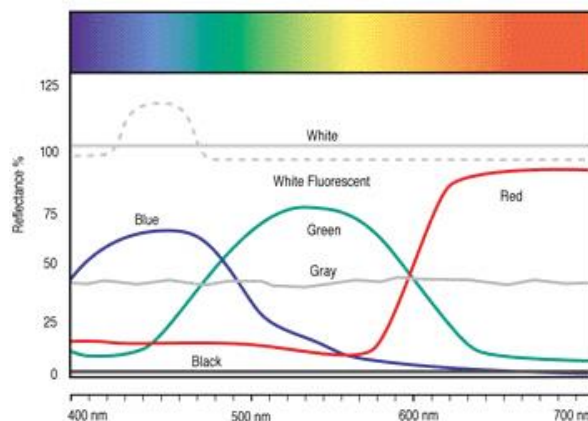 125
100
75
50
25
0
Reflectance %
White
White Fluorescent
Blue
Green
Red
Gray
Black
400 nm 500 nm 600 nm 700 nm